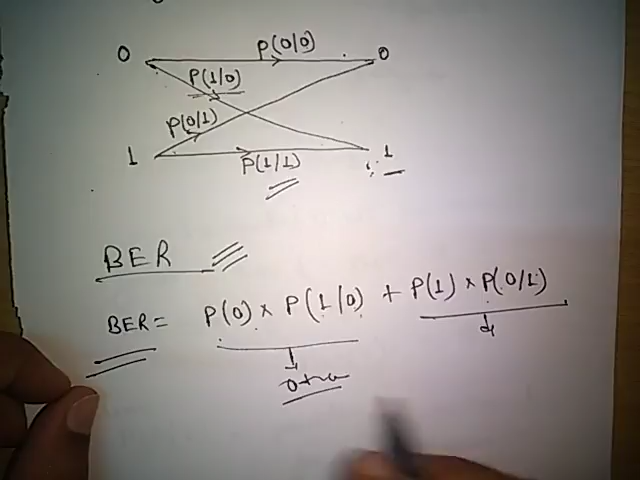 0 P(0/0) 0
P(1/0)
P(0/1)
1 P(1/1) 1
BER
BER = P(0) × P(1/0) + P(1) × P(0/1)